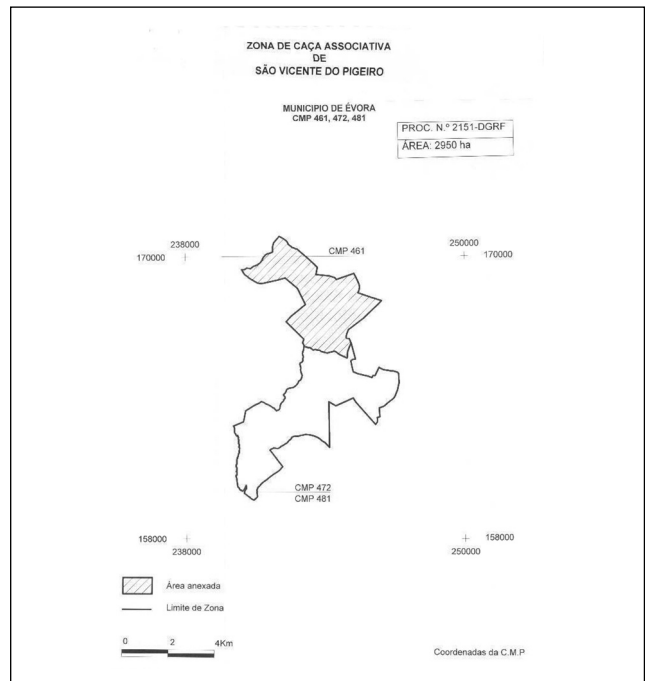 ZONA DE CAÇA ASSOCIATIVA
DE
SÃO VICENTE DO PIGEIRO
MUNICIPIO DE ÉVORA
CMP 461, 472, 481
PROC. N.º 2151-DGRF
ÁREA: 2950 ha
238000
170000
CMP 461
250000
170000
CMP 472
CMP 481
158000
238000
158000
250000
Área anexada
Limite de Zona
0 2 4Km
Coordenadas da C.M.P